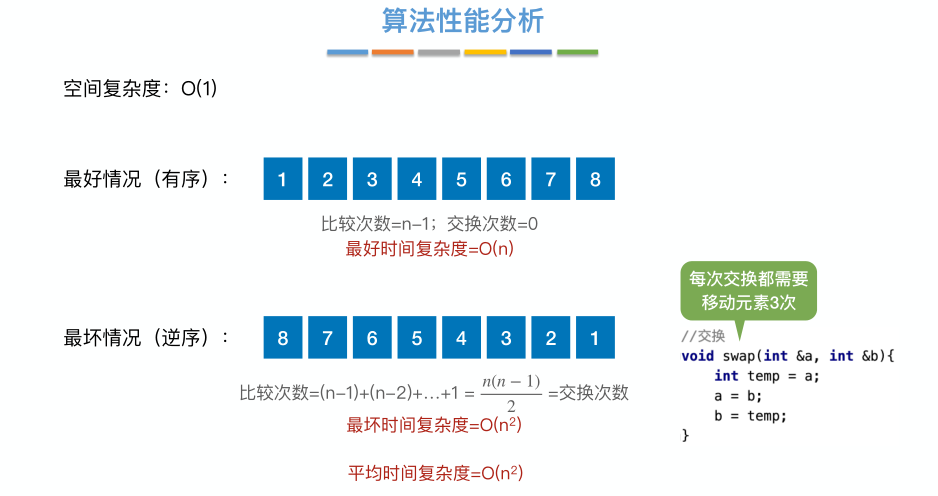 算法性能分析
空间复杂度：O(1)
最好情况（有序）：
1 2 3 4 5 6 7 8
比较次数=n-1；交换次数=0
最好时间复杂度=O(n)
每次交换都需要
移动元素3次
最坏情况（逆序）：
8 7 6 5 4 3 2 1
比较次数=(n-1)+(n-2)+…+1 = n(n − 1)/2 =交换次数
最坏时间复杂度=O(n²)
平均时间复杂度=O(n²)
//交换
void swap(int &a, int &b){
int temp = a;
a = b;
b = temp;
}